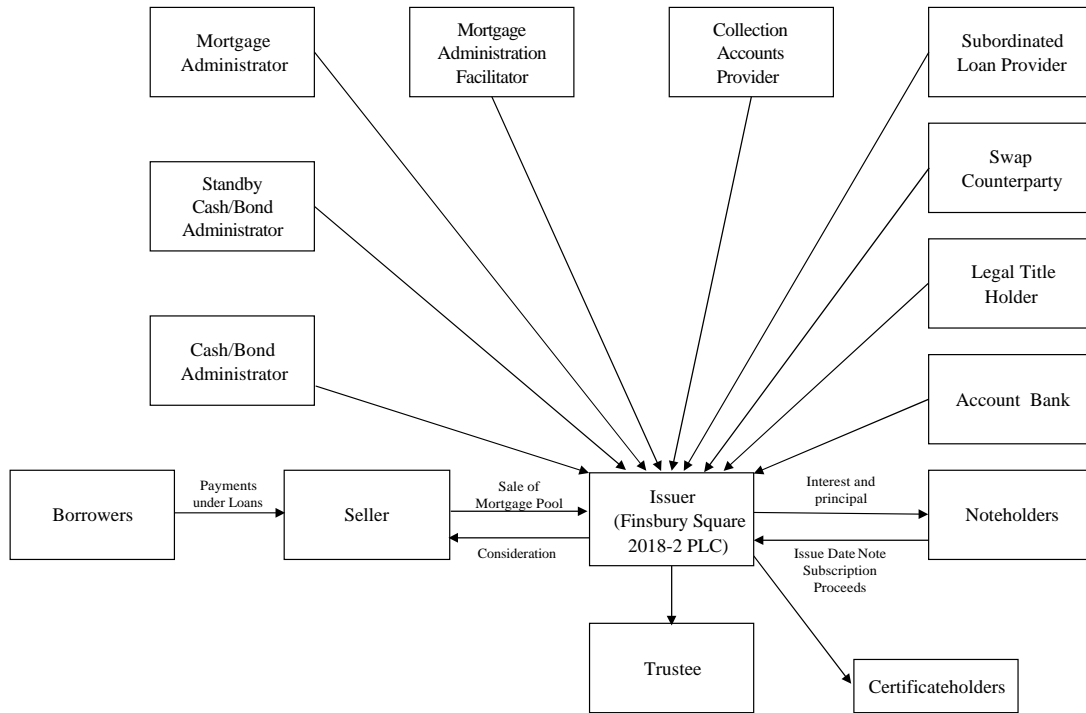 Mortgage
Administrator
Mortgage
Administration
Facilitator
Collection
Accounts
Provider
Subordinated
Loan Provider
Standby
Cash/Bond
Administrator
Swap
Counterparty
Legal Title
Holder
Cash/Bond
Administrator
Account Bank
Borrowers
Payments
under Loans
Seller
Sale of
Mortgage Pool
Consideration
Issuer
(Finsbury Square
2018-2 PLC)
Interest and
principal
Issue Date Note
Subscription
Proceeds
Noteholders
Trustee
Certificateholders